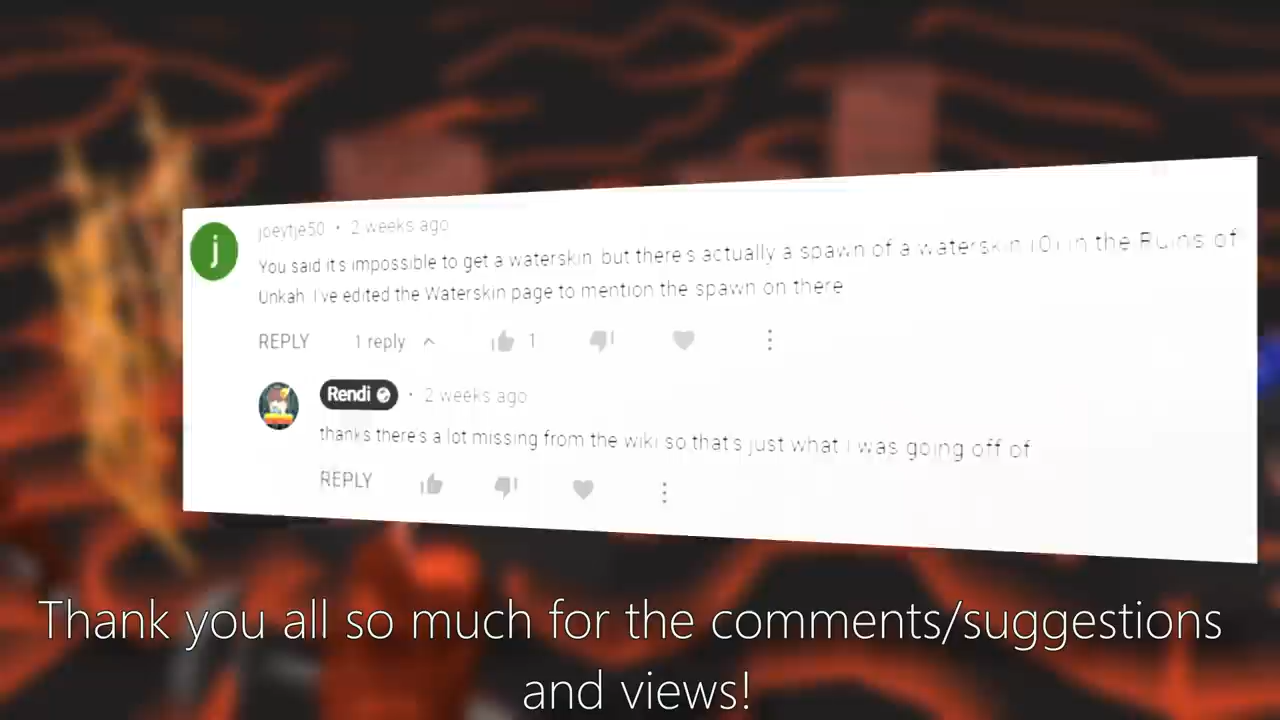 j
joeytje50 · 2 weeks ago
You said it's impossible to get a waterskin, but there's actually a spawn of a waterskin (0) in the Ruins of
Unkah. I've edited the Waterskin page to mention the spawn on there
REPLY 1 reply 1
Rendi · 2 weeks ago
thanks there's a lot missing from the wiki so that's just what i was going off of
REPLY
Thank you all so much for the comments/suggestions
and views!